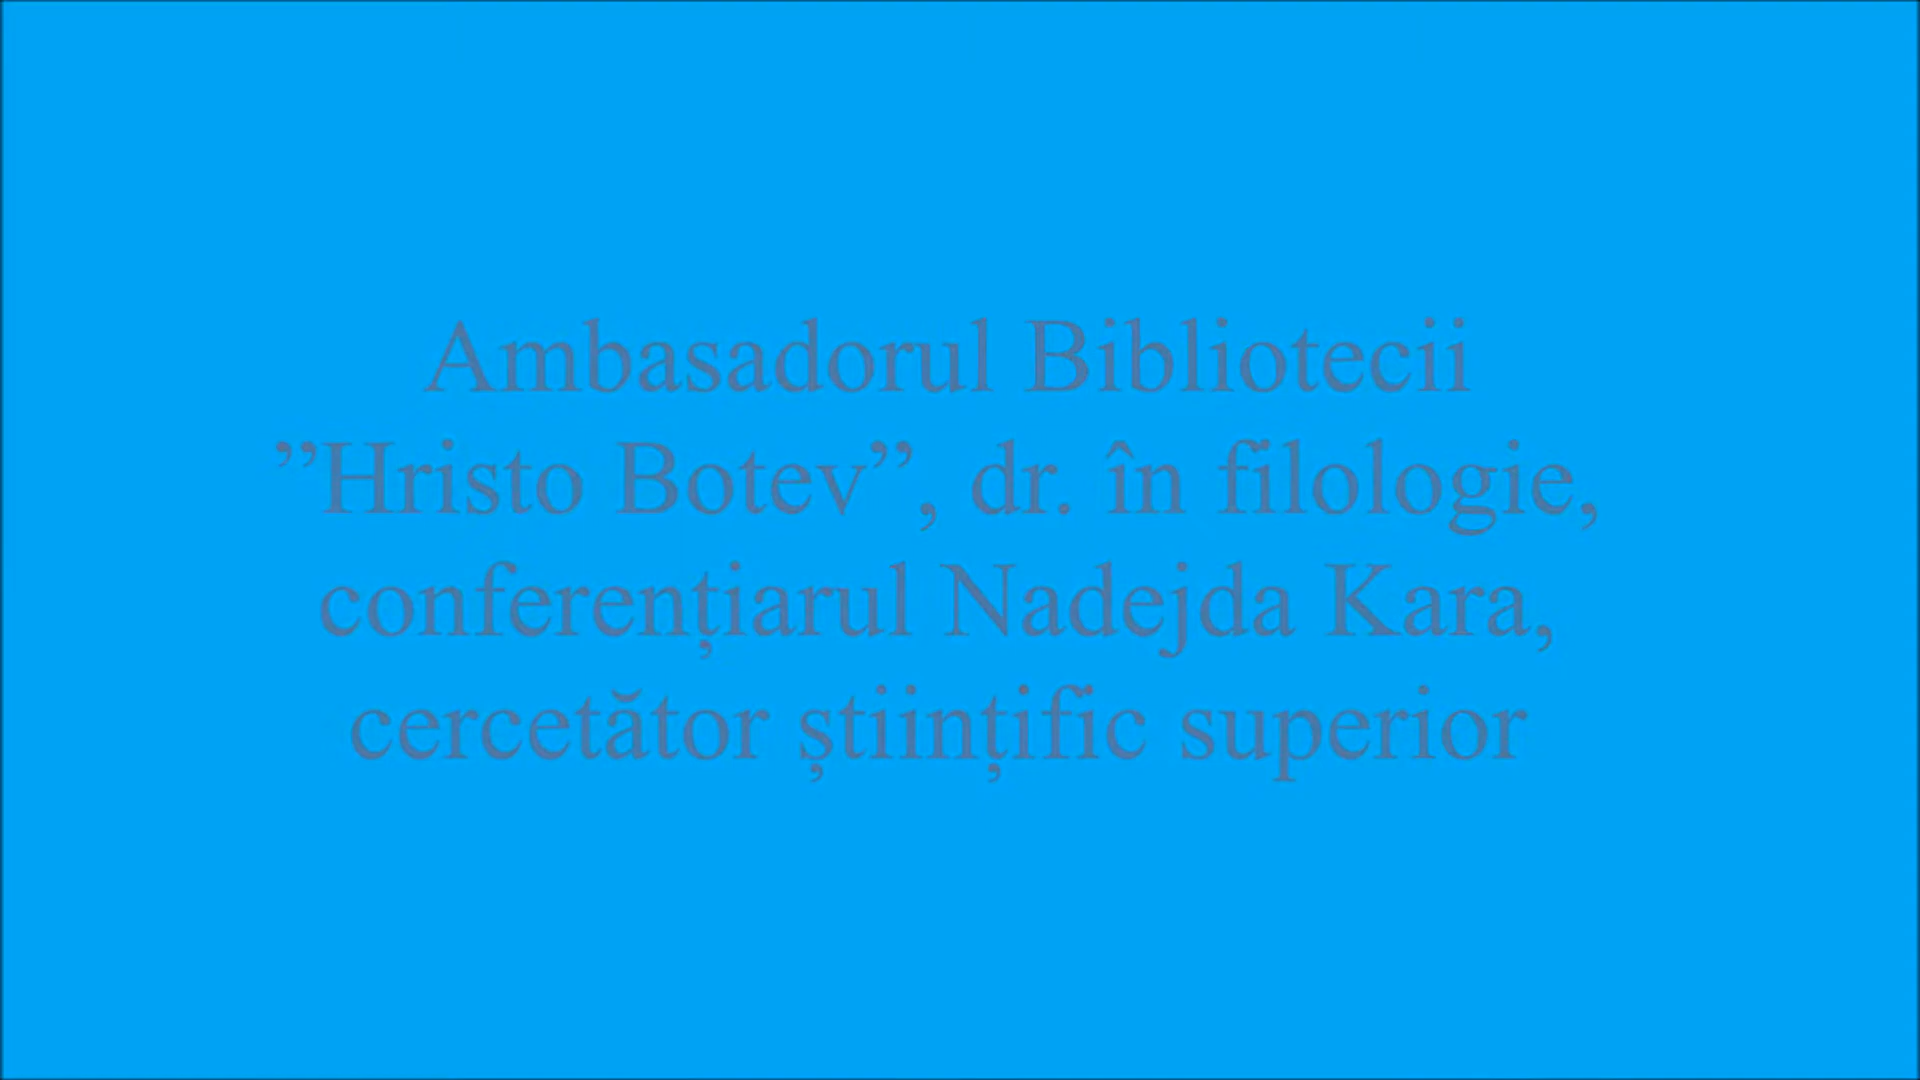 Ambasadorul Bibliotecii
”Hristo Botev”, dr. în filologie,
conferențiarul Nadejda Kara,
cercetător științific superior